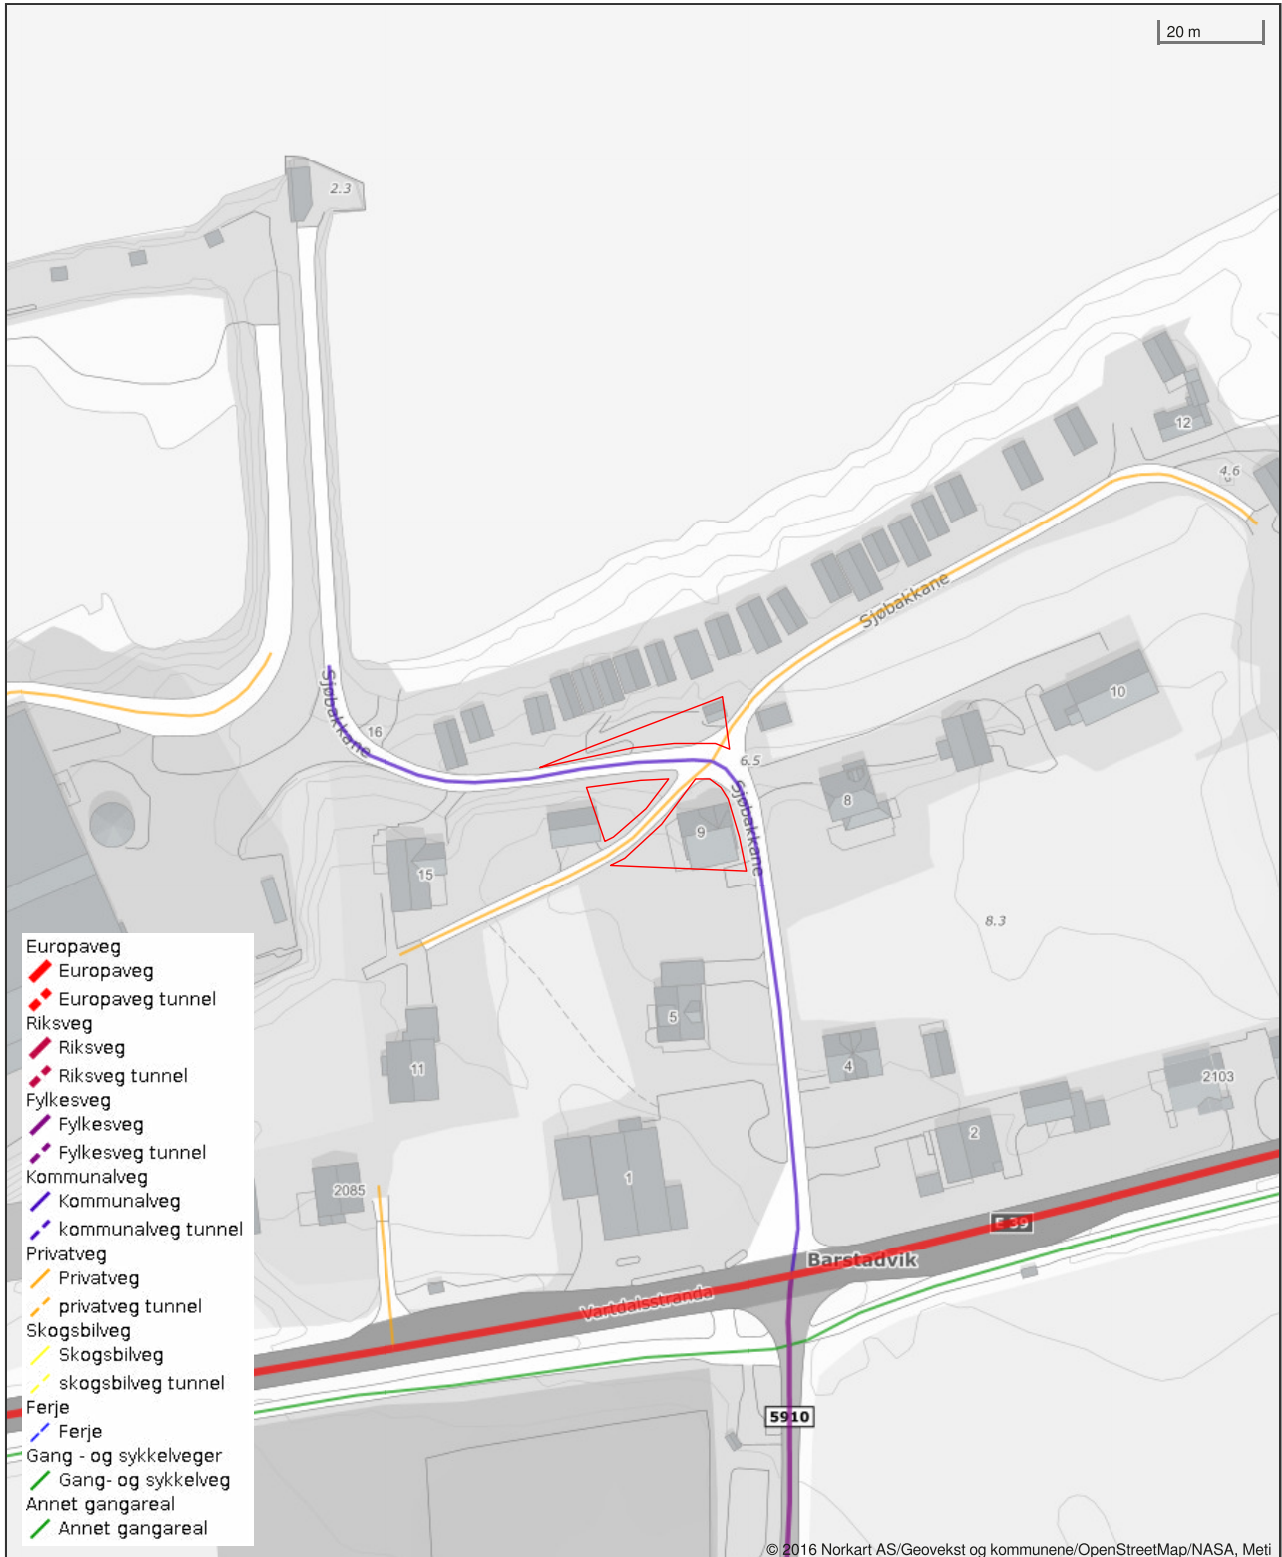 20 m
2.3
12
4.6
Sjøbakkane
10
Sjøbakkane
16
6.5
Sjøbakkane
8
9
15
8.3
5
4
11
2103
2
1
2085
E 39
Barstadvik
Vartdalsstranda
5910
Europaveg
Europaveg
Europaveg tunnel
Riksveg
Riksveg
Riksveg tunnel
Fylkesveg
Fylkesveg
Fylkesveg tunnel
Kommunalveg
Kommunalveg
kommunalveg tunnel
Privatveg
Privatveg
privatveg tunnel
Skogsbilveg
Skogsbilveg
skogsbilveg tunnel
Ferje
Ferje
Gang - og sykkelveger
Gang- og sykkelveg
Annet gangareal
Annet gangareal
© 2016 Norkart AS/Geovekst og kommunene/OpenStreetMap/NASA, Meti